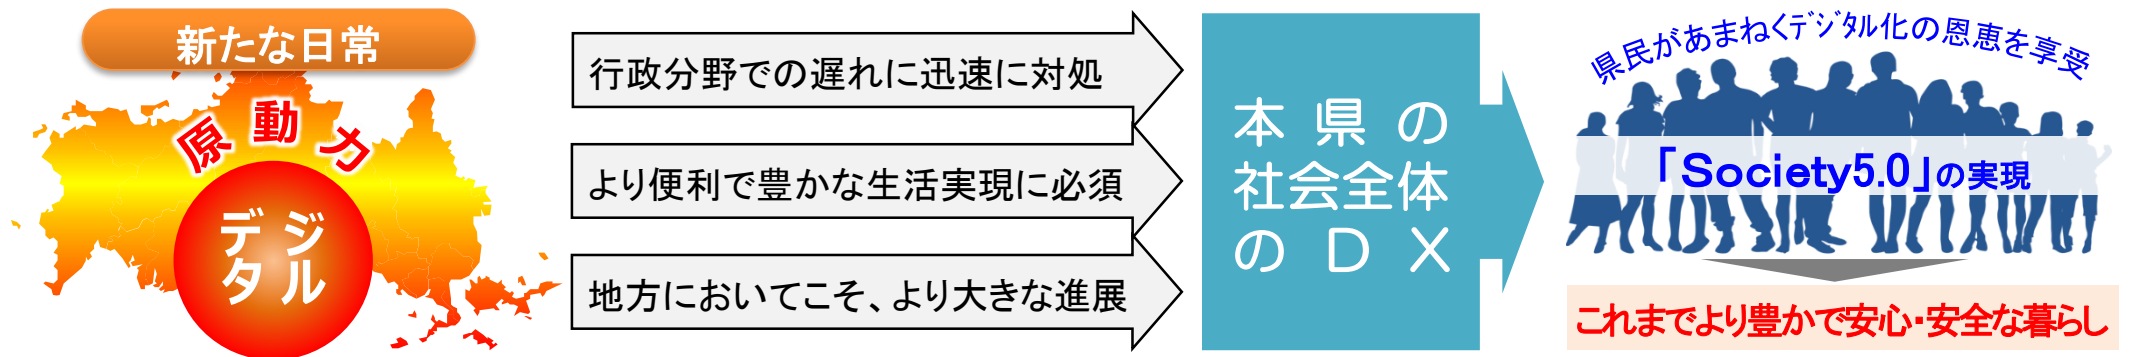 新たな日常
原動力
デジ
タル
行政分野での遅れに迅速に対処
より便利で豊かな生活実現に必須
地方においてこそ、より大きな進展
本県の
社会全体
のＤＸ
県民があまねくﾃﾞｼﾞﾀﾙ化の恩恵を享受
「Society5.0」の実現
これまでより豊かで安心・安全な暮らし